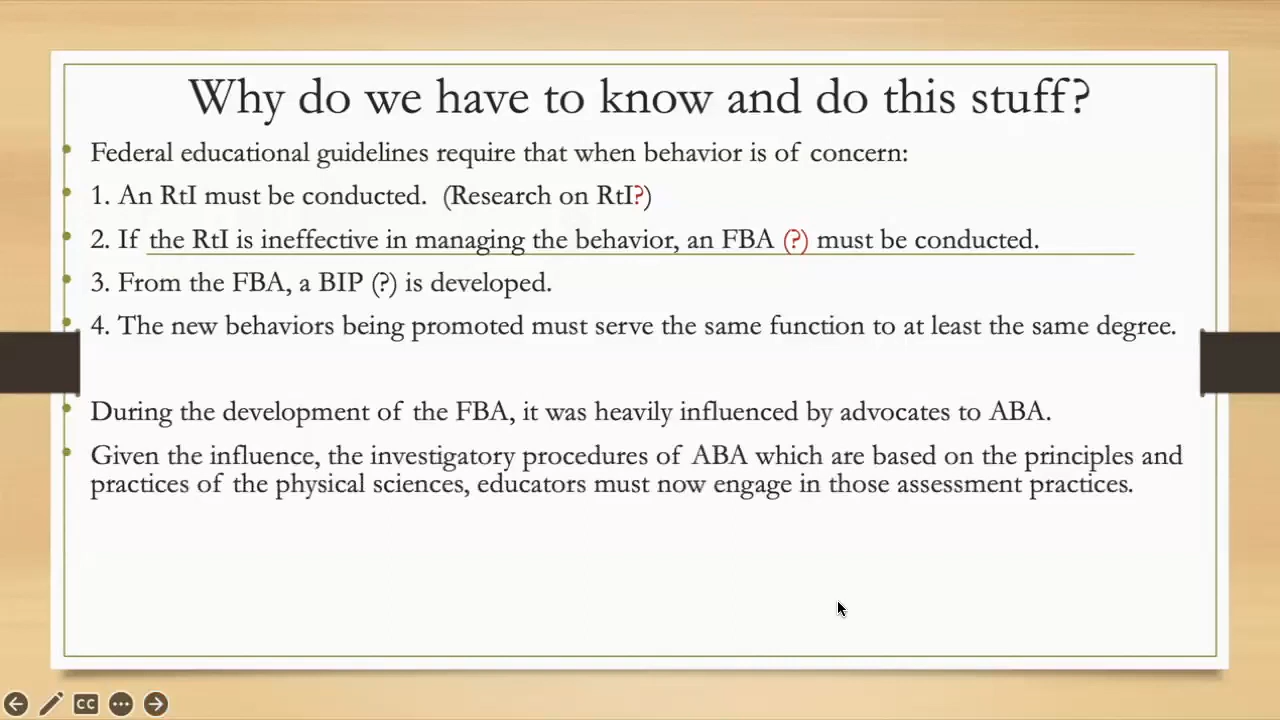 Why do we have to know and do this stuff?
• Federal educational guidelines require that when behavior is of concern:
• 1. An RtI must be conducted.  (Research on RtI?)
• 2. If the RtI is ineffective in managing the behavior, an FBA (?) must be conducted.
• 3. From the FBA, a BIP (?) is developed.
• 4. The new behaviors being promoted must serve the same function to at least the same degree.
• During the development of the FBA, it was heavily influenced by advocates to ABA.
• Given the influence, the investigatory procedures of ABA which are based on the principles and
practices of the physical sciences, educators must now engage in those assessment practices.
CC